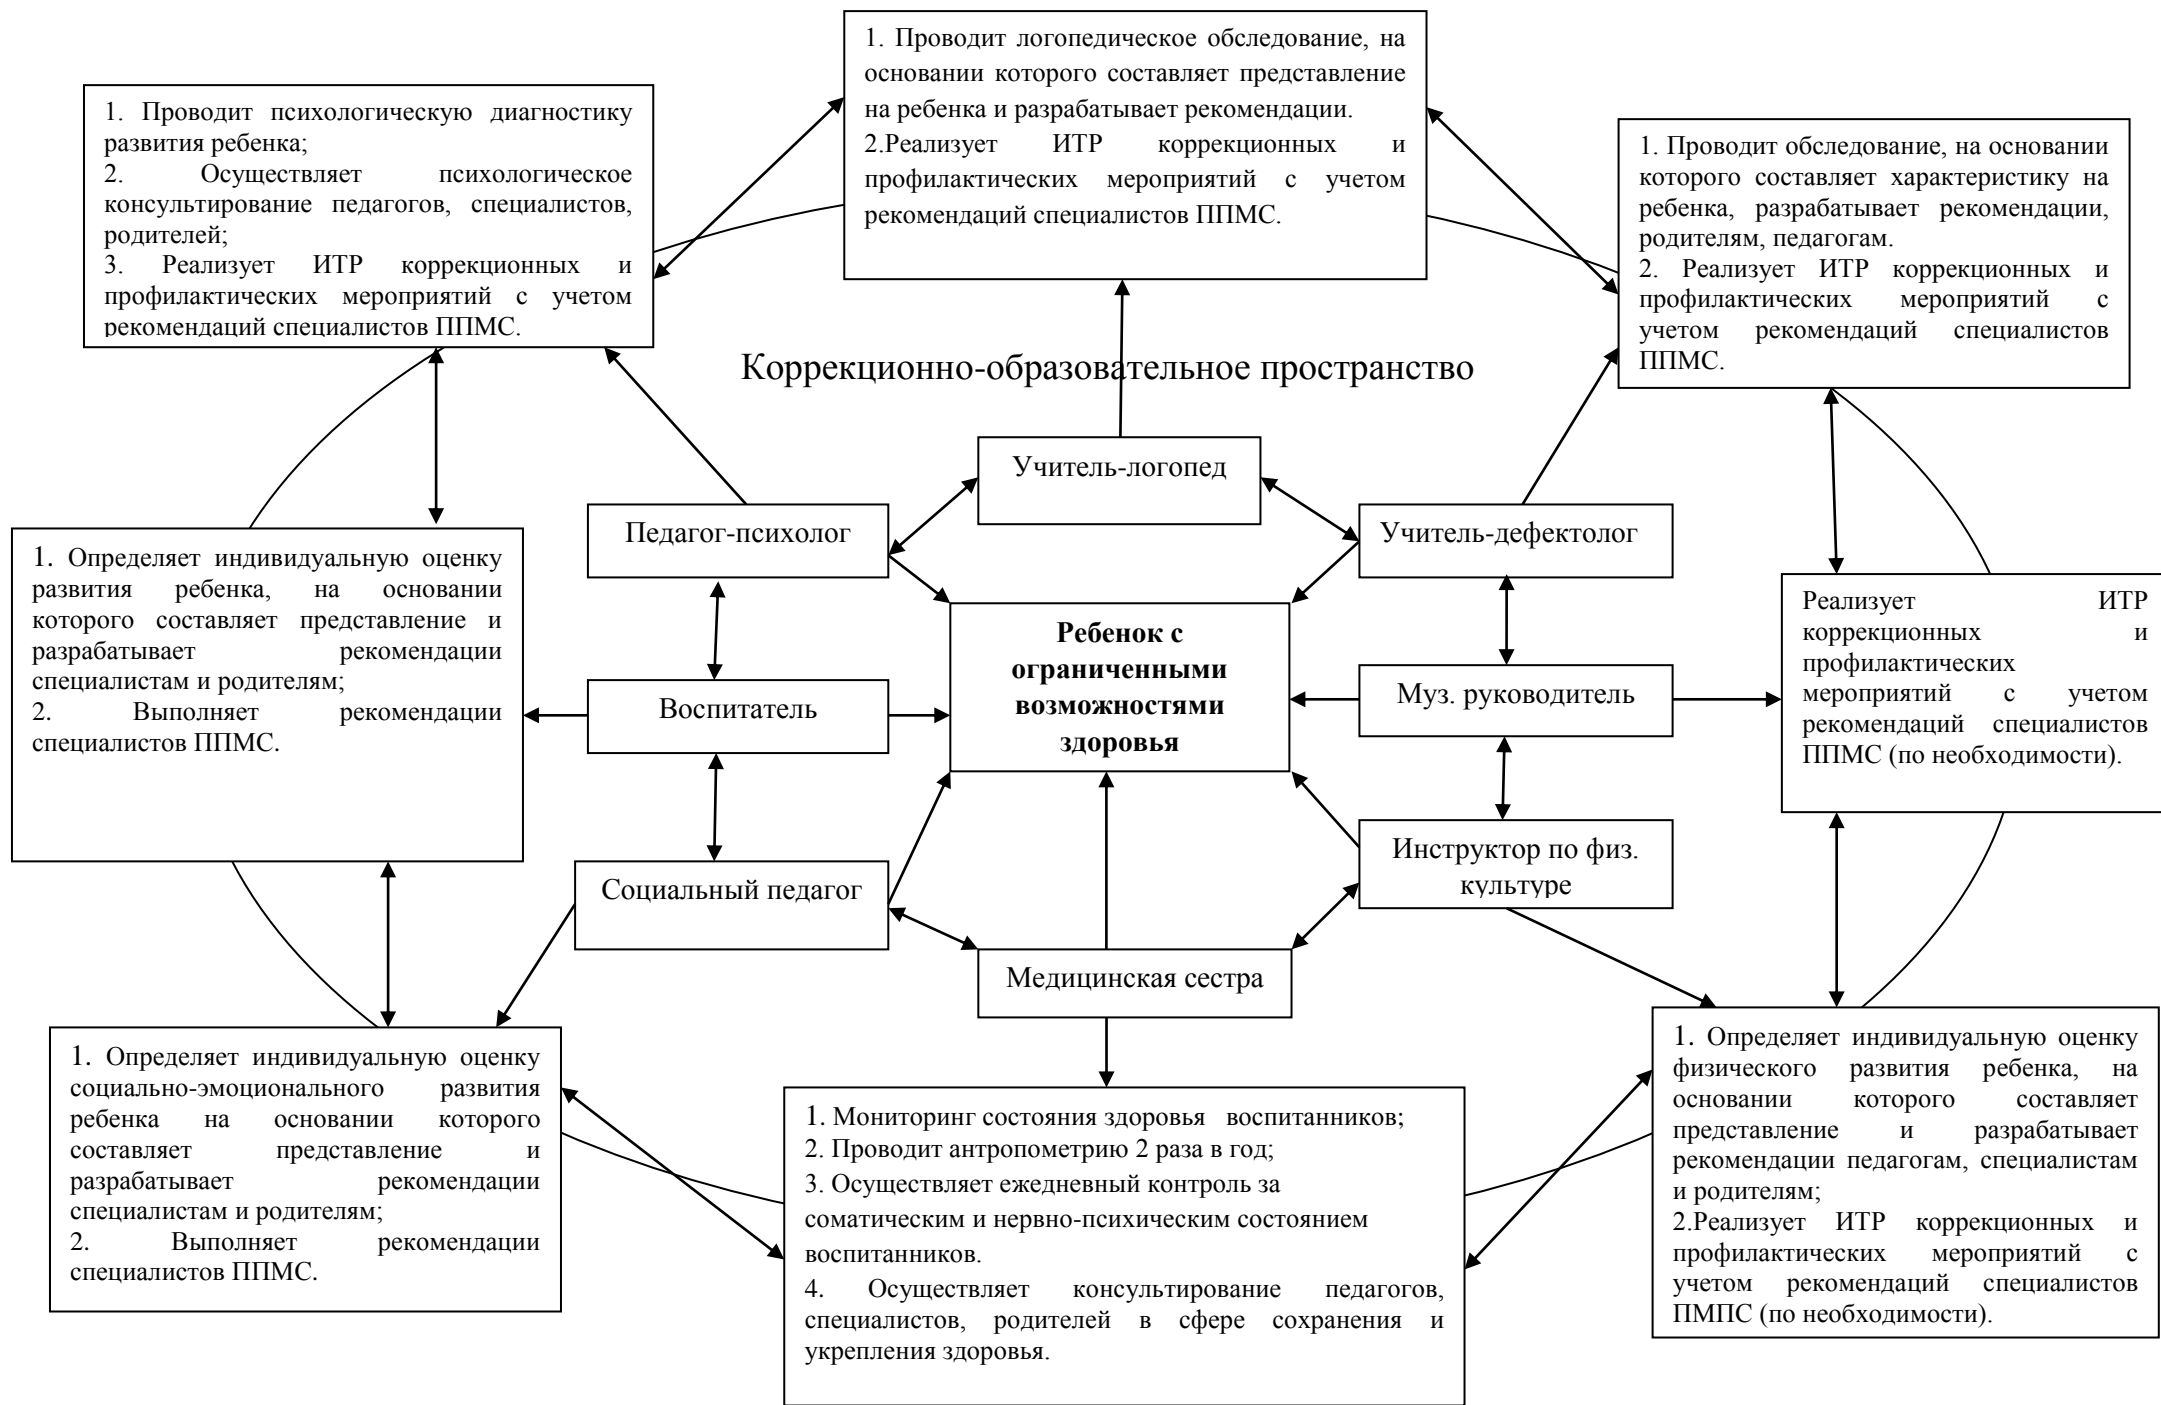 1. Проводит логопедическое обследование, на
основании которого составляет представление
на ребенка и разрабатывает рекомендации.
2.Реализует ИТР коррекционных и
профилактических мероприятий с учетом
рекомендаций специалистов ППМС.
1. Проводит психологическую диагностику
развития ребенка;
2. Осуществляет психологическое
консультирование педагогов, специалистов,
родителей;
3. Реализует ИТР коррекционных и
профилактических мероприятий с учетом
рекомендаций специалистов ППМС.
1. Проводит обследование, на основании
которого составляет характеристику на
ребенка, разрабатывает рекомендации,
родителям, педагогам.
2. Реализует ИТР коррекционных и
профилактических мероприятий с
учетом рекомендаций специалистов
ППМС.
Коррекционно-образовательное пространство
Учитель-логопед
Педагог-психолог
Учитель-дефектолог
1. Определяет индивидуальную оценку
развития ребенка, на основании
которого составляет представление и
разрабатывает рекомендации
специалистам и родителям;
2. Выполняет рекомендации
специалистов ППМС.
Воспитатель
Ребенок с
ограниченными
возможностями
здоровья
Муз. руководитель
Реализует ИТР
коррекционных и
профилактических
мероприятий с учетом
рекомендаций специалистов
ППМС (по необходимости).
Социальный педагог
Инструктор по физ.
культуре
Медицинская сестра
1. Определяет индивидуальную оценку
социально-эмоционального развития
ребенка на основании которого
составляет представление и
разрабатывает рекомендации
специалистам и родителям;
2. Выполняет рекомендации
специалистов ППМС.
1. Мониторинг состояния здоровья воспитанников;
2. Проводит антропометрию 2 раза в год;
3. Осуществляет ежедневный контроль за
соматическим и нервно-психическим состоянием
воспитанников.
4. Осуществляет консультирование педагогов,
специалистов, родителей в сфере сохранения и
укрепления здоровья.
1. Определяет индивидуальную оценку
физического развития ребенка, на
основании которого составляет
представление и разрабатывает
рекомендации педагогам, специалистам
и родителям;
2.Реализует ИТР коррекционных и
профилактических мероприятий с
учетом рекомендаций специалистов
ПМПС (по необходимости).